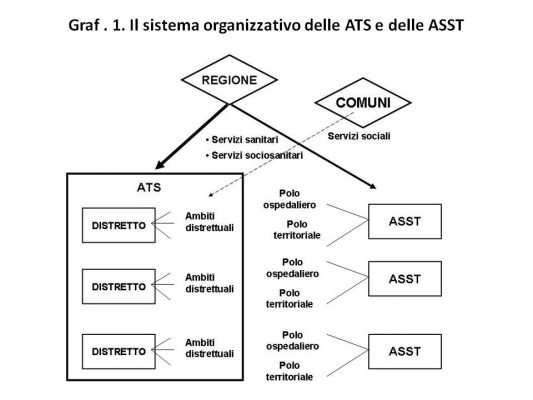 Graf . 1. Il sistema organizzativo delle ATS e delle ASST
REGIONE
COMUNI
• Servizi sanitari
• Servizi sociosanitari
Servizi sociali
ATS
DISTRETTO
Ambiti
distrettuali
DISTRETTO
Ambiti
distrettuali
DISTRETTO
Ambiti
distrettuali
Polo
ospedaliero
Polo
territoriale
ASST
Polo
ospedaliero
Polo
territoriale
ASST
Polo
ospedaliero
Polo
territoriale
ASST